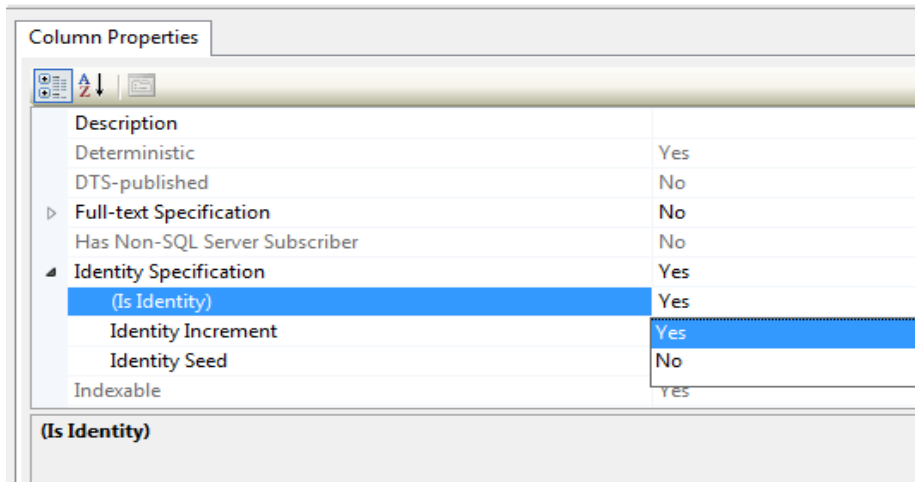 Column Properties
Description
Deterministic Yes
DTS-published No
Full-text Specification No
Has Non-SQL Server Subscriber No
Identity Specification Yes
(Is Identity) Yes
Identity Increment Yes
Identity Seed No
Indexable Yes
(Is Identity)